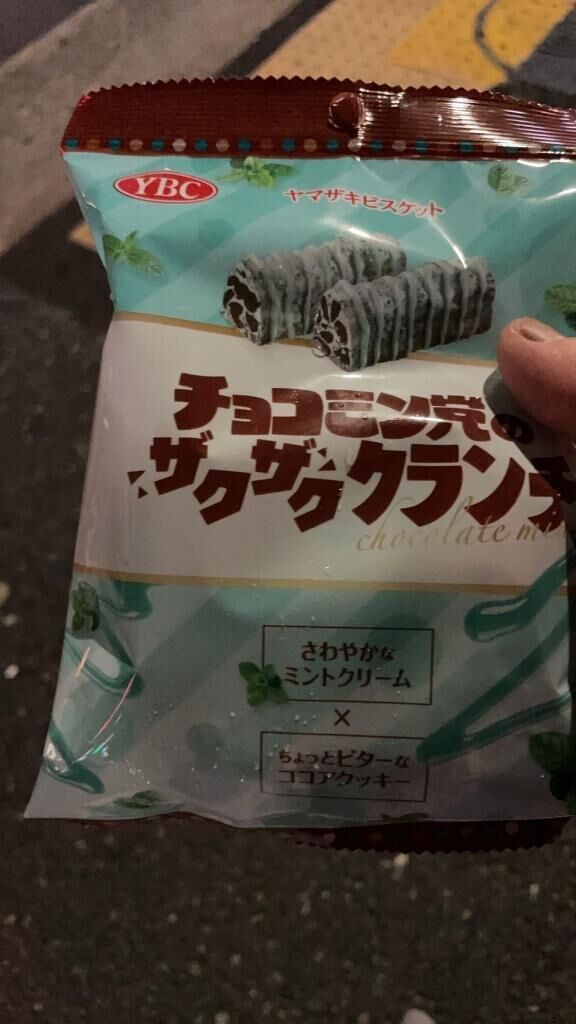 YBC
ヤマザキビスケット
チョコミン党の
ザクザククランチ
chocolate
さわやかな
ミントクリーム
×
ちょっとビターな
ココアクッキー